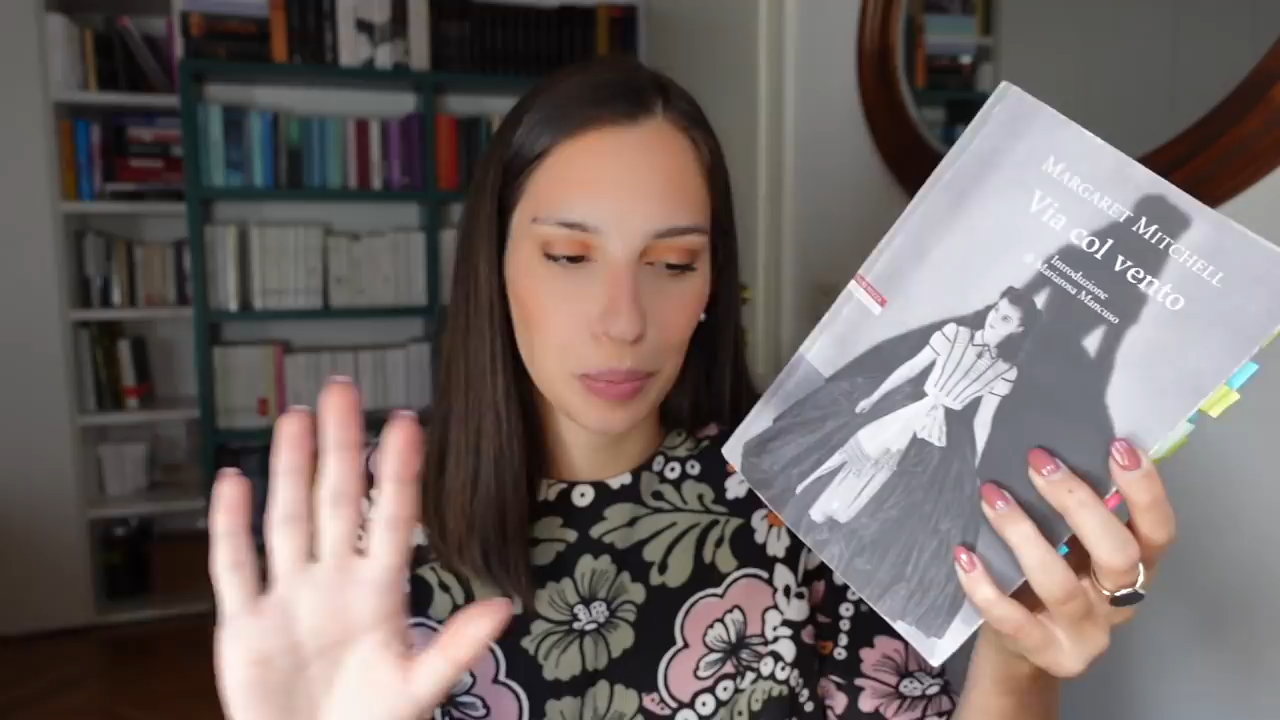 MARGARET MITCHELL
Via col vento
Introduzione
di Mariarosa Mancuso